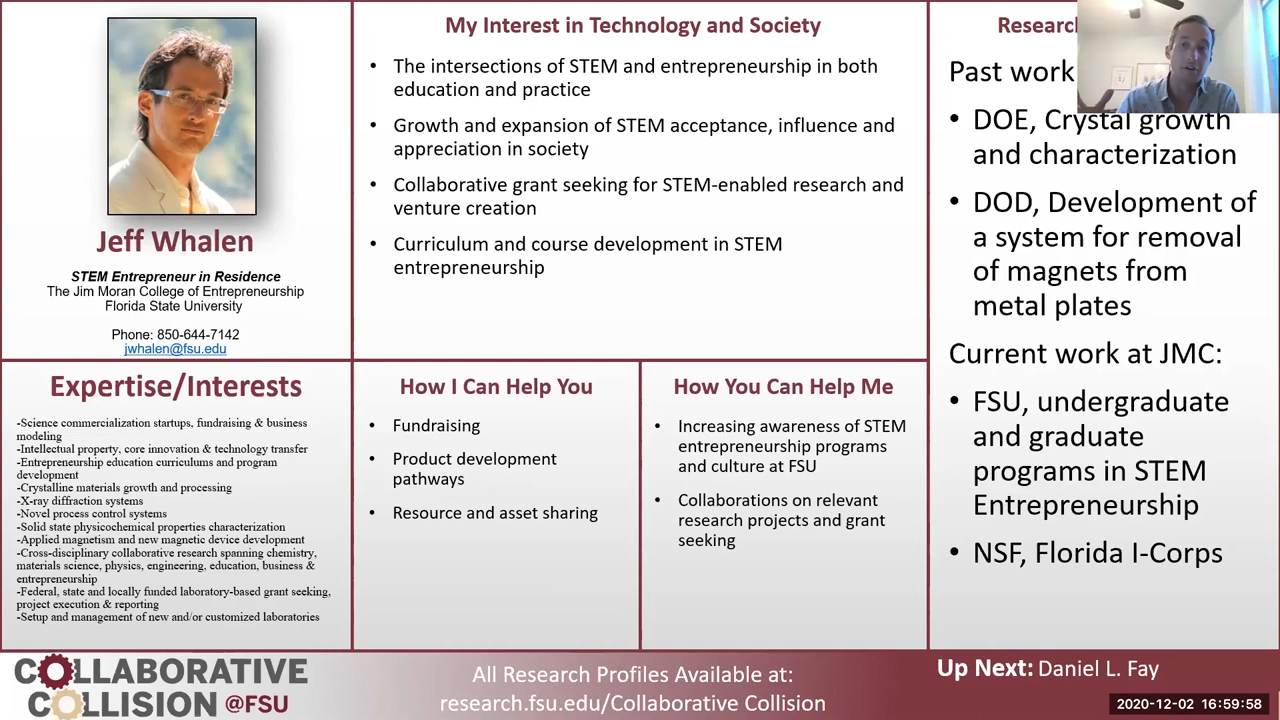 Jeff Whalen
STEM Entrepreneur in Residence
The Jim Moran College of Entrepreneurship
Florida State University
Phone: 850-644-7142
jwhalen@fsu.edu
My Interest in Technology and Society
• The intersections of STEM and entrepreneurship in both
education and practice
• Growth and expansion of STEM acceptance, influence and
appreciation in society
• Collaborative grant seeking for STEM-enabled research and
venture creation
• Curriculum and course development in STEM
entrepreneurship
Research
Past work
• DOE, Crystal growth
and characterization
• DOD, Development of
a system for removal
of magnets from
metal plates
Current work at JMC:
• FSU, undergraduate
and graduate
programs in STEM
Entrepreneurship
• NSF, Florida I-Corps
Expertise/Interests
-Science commercialization startups, fundraising & business
modeling
-Intellectual property, core innovation & technology transfer
-Entrepreneurship education curriculums and program
development
-Crystalline materials growth and processing
-X-ray diffraction systems
-Novel process control systems
-Solid state physicochemical properties characterization
-Applied magnetism and new magnetic device development
-Cross-disciplinary collaborative research spanning chemistry,
materials science, physics, engineering, education, business &
entrepreneurship
-Federal, state and locally funded laboratory-based grant seeking,
project execution & reporting
-Setup and management of new and/or customized laboratories
How I Can Help You
• Fundraising
• Product development
pathways
• Resource and asset sharing
How You Can Help Me
• Increasing awareness of STEM
entrepreneurship programs
and culture at FSU
• Collaborations on relevant
research projects and grant
seeking
COLLABORATIVE
COLLISION @FSU
All Research Profiles Available at:
research.fsu.edu/Collaborative Collision
Up Next: Daniel L. Fay
2020-12-02 16:59:58